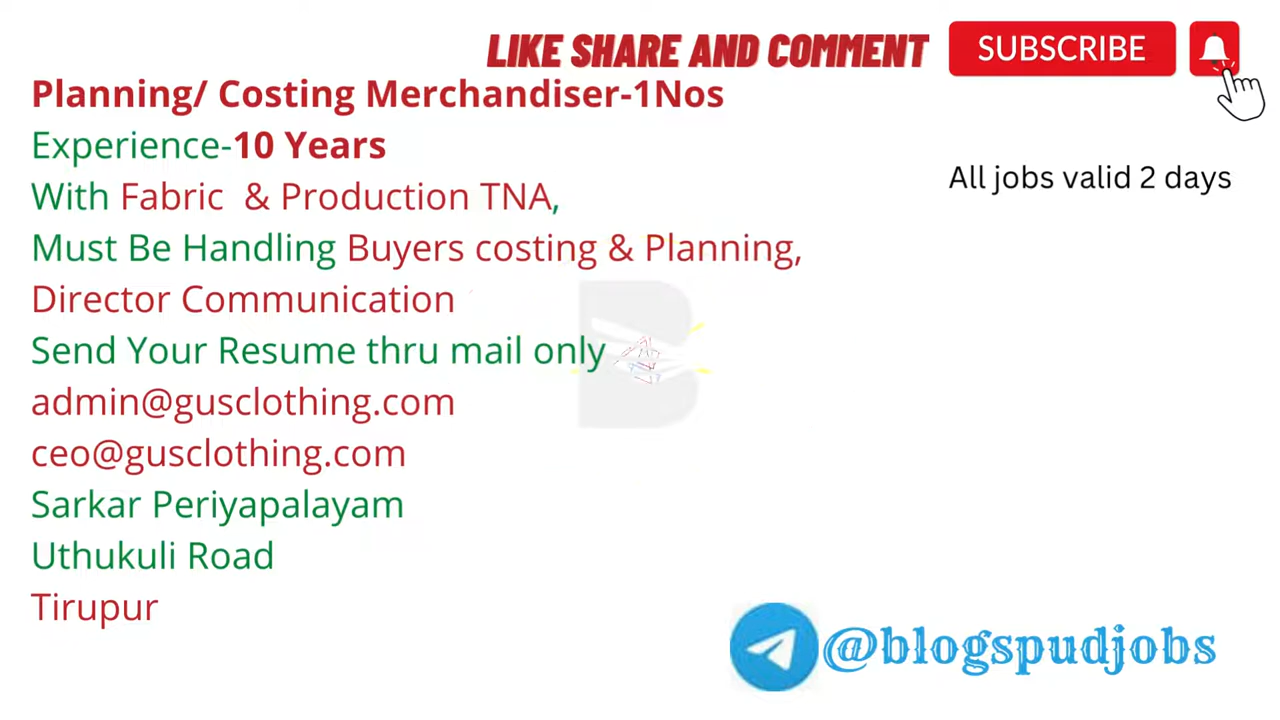 LIKE SHARE AND COMMENT SUBSCRIBE
Planning/ Costing Merchandiser-1Nos
Experience-10 Years
All jobs valid 2 days
With Fabric & Production TNA,
Must Be Handling Buyers costing & Planning,
Director Communication
Send Your Resume thru mail only
admin@gusclothing.com
ceo@gusclothing.com
Sarkar Periyapalayam
Uthukuli Road
Tirupur
@blogspudjobs